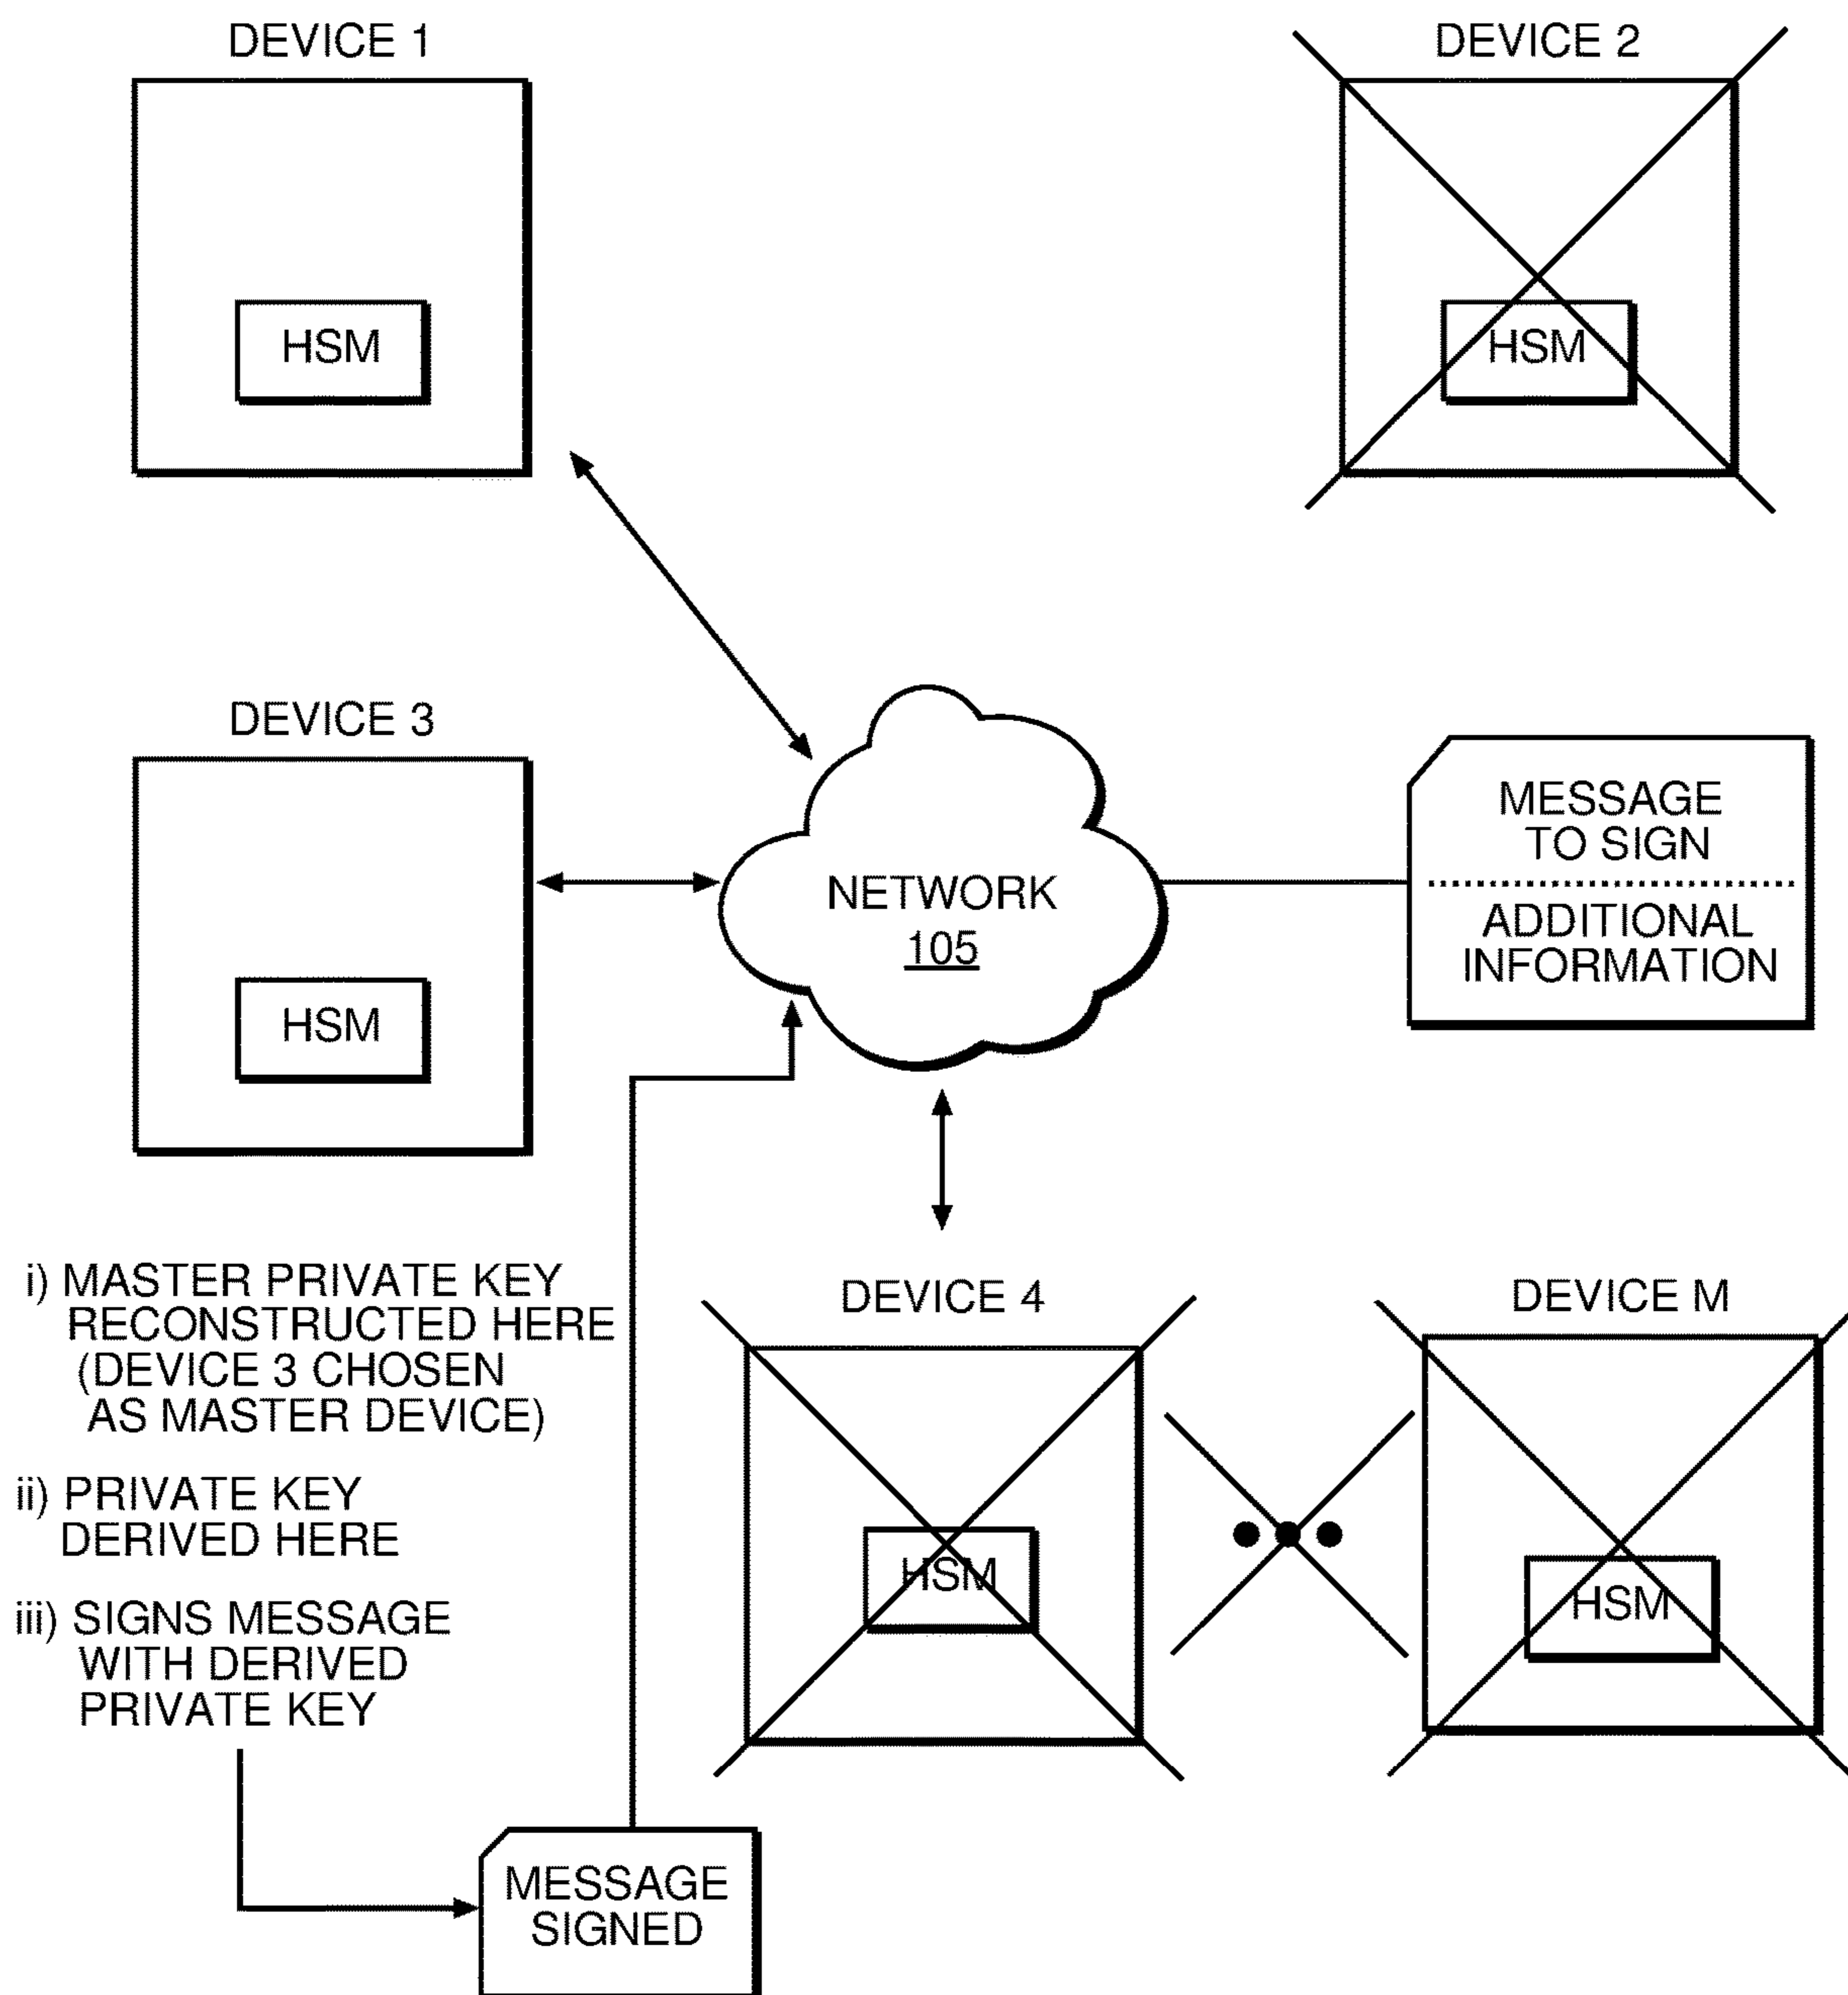 DEVICE 1
HSM
DEVICE 2
HSM
DEVICE 3
HSM
NETWORK
105
MESSAGE
TO SIGN
ADDITIONAL
INFORMATION
i) MASTER PRIVATE KEY
RECONSTRUCTED HERE
(DEVICE 3 CHOSEN
AS MASTER DEVICE)
ii) PRIVATE KEY
DERIVED HERE
iii) SIGNS MESSAGE
WITH DERIVED
PRIVATE KEY
DEVICE 4
HSM
DEVICE M
HSM
MESSAGE
SIGNED